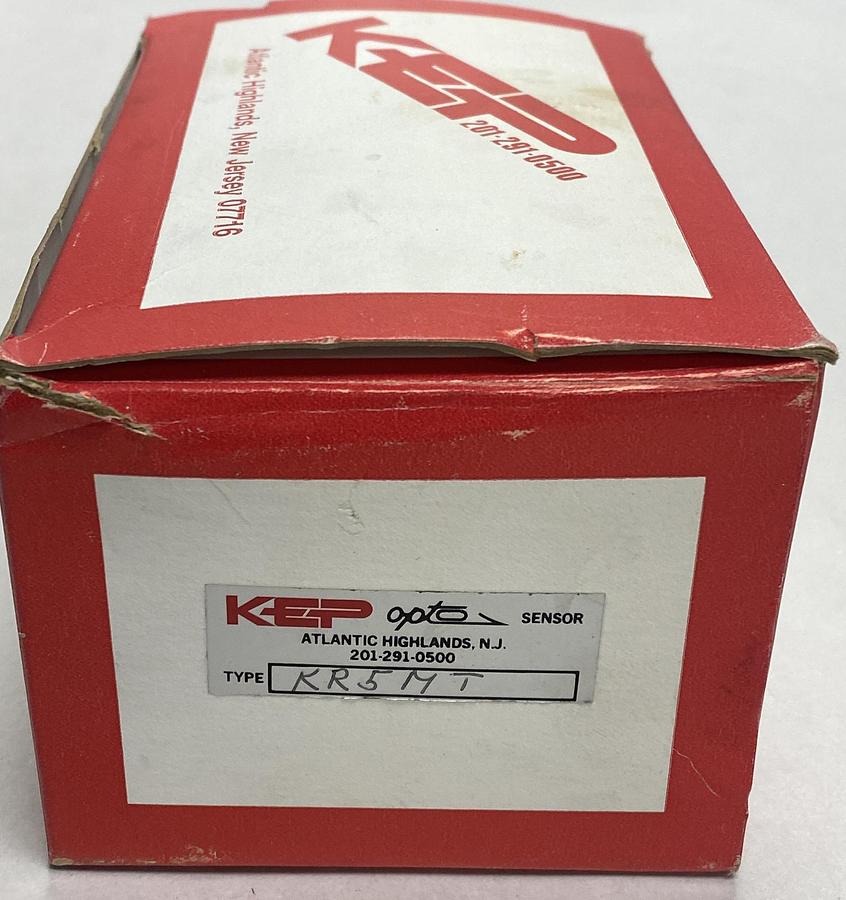 KEP
201-291-0500
Atlantic Highlands, New Jersey 07716
KEP opto SENSOR
ATLANTIC HIGHLANDS, N.J.
201-291-0500
TYPE KR5MT